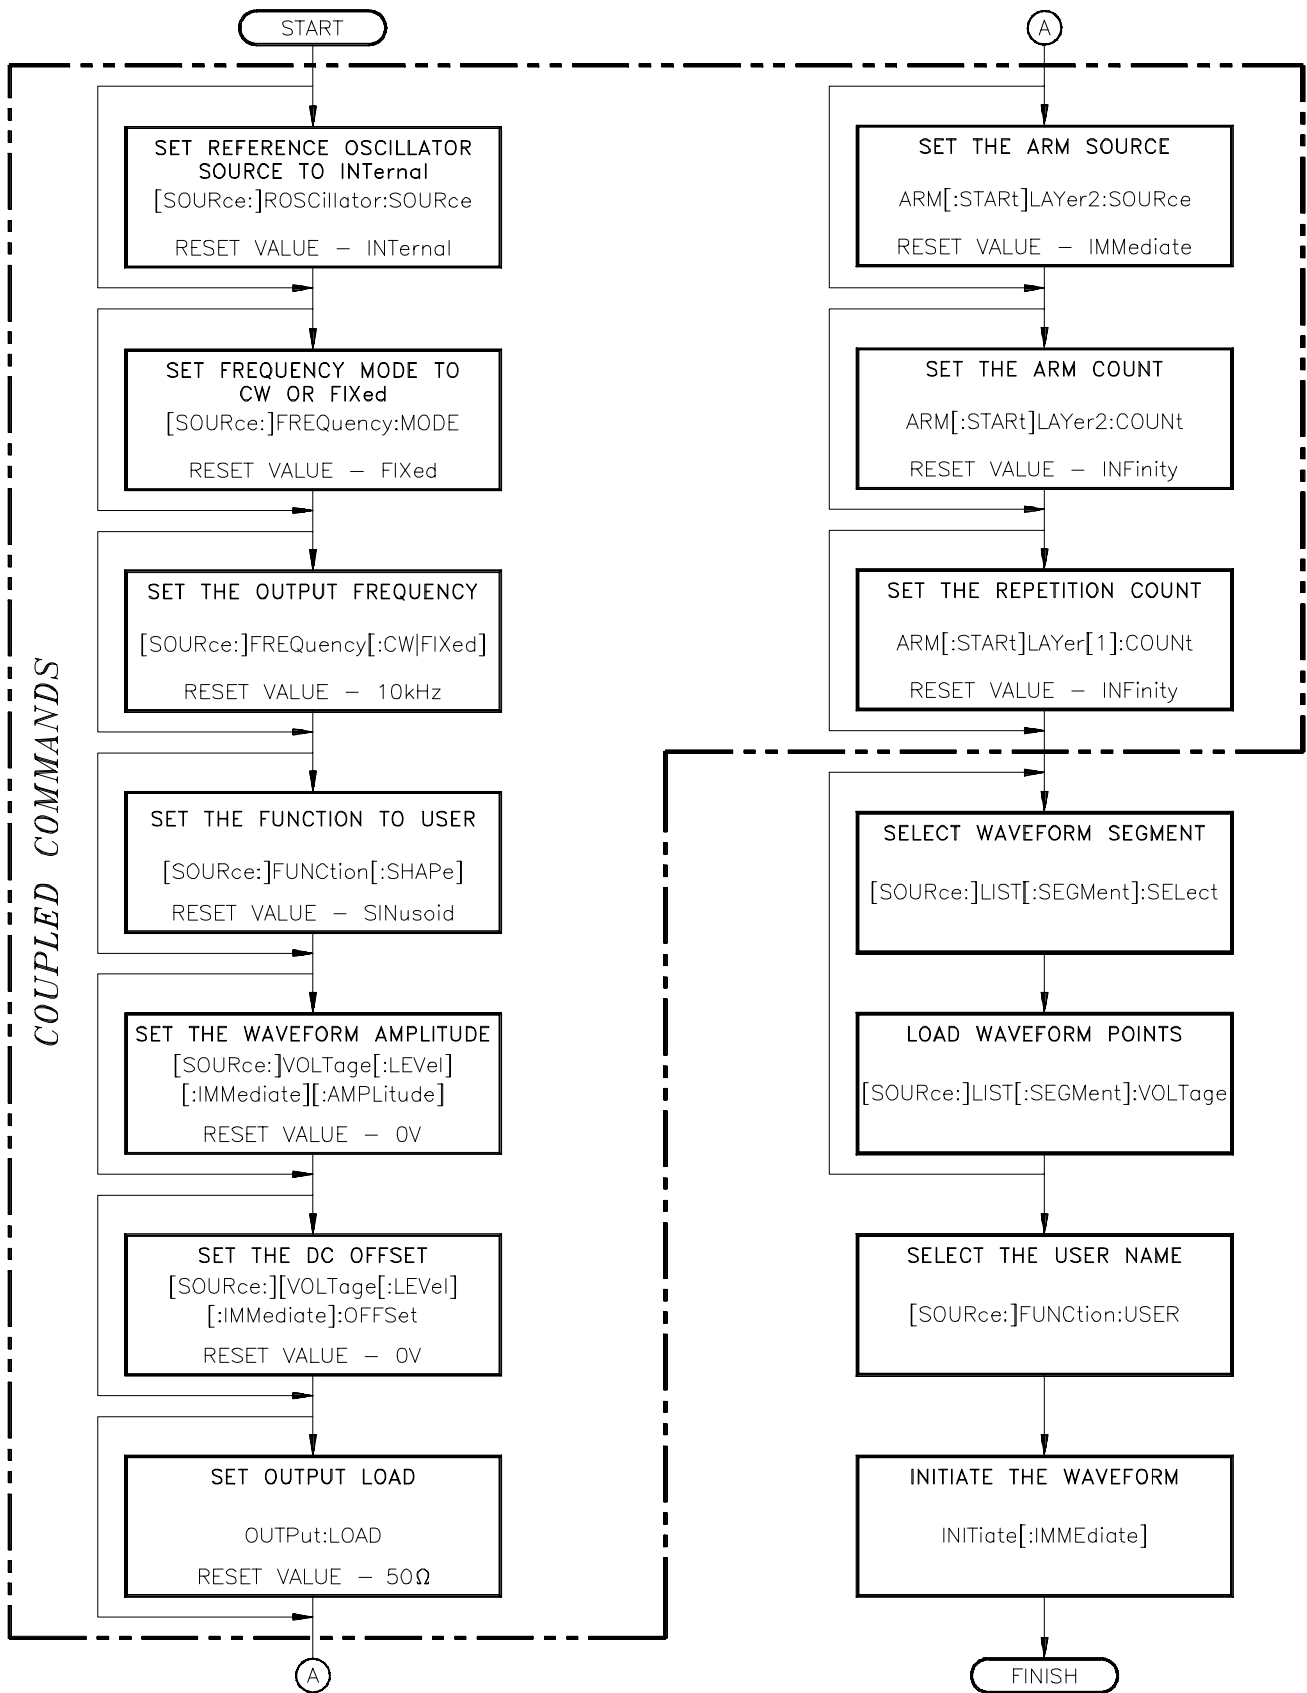 START
SET REFERENCE OSCILLATOR
SOURCE TO INTernal
[SOURce:]ROSCillator:SOURce
RESET VALUE – INTernal
SET FREQUENCY MODE TO
CW OR FIXed
[SOURce:]FREQuency:MODE
RESET VALUE – FIXed
SET THE OUTPUT FREQUENCY
[SOURce:]FREQuency[:CW|FIXed]
RESET VALUE – 10kHz
SET THE FUNCTION TO USER
[SOURce:]FUNCtion[:SHAPe]
RESET VALUE – SINusoid
SET THE WAVEFORM AMPLITUDE
[SOURce:]VOLTage[:LEVel]
[:IMMediate][:AMPLitude]
RESET VALUE – 0V
SET THE DC OFFSET
[SOURce:][VOLTage[:LEVel]
[:IMMediate]:OFFSet
RESET VALUE – 0V
SET OUTPUT LOAD
OUTPut:LOAD
RESET VALUE – 50Ω
A
COUPLED COMMANDS
A
SET THE ARM SOURCE
ARM[:STARt]LAYer2:SOURce
RESET VALUE – IMMediate
SET THE ARM COUNT
ARM[:STARt]LAYer2:COUNt
RESET VALUE – INFinity
SET THE REPETITION COUNT
ARM[:STARt]LAYer[1]:COUNt
RESET VALUE – INFinity
SELECT WAVEFORM SEGMENT
[SOURce:]LIST[:SEGMent]:SELect
LOAD WAVEFORM POINTS
[SOURce:]LIST[:SEGMent]:VOLTage
SELECT THE USER NAME
[SOURce:]FUNCtion:USER
INITIATE THE WAVEFORM
INITiate[:IMMEdiate]
FINISH